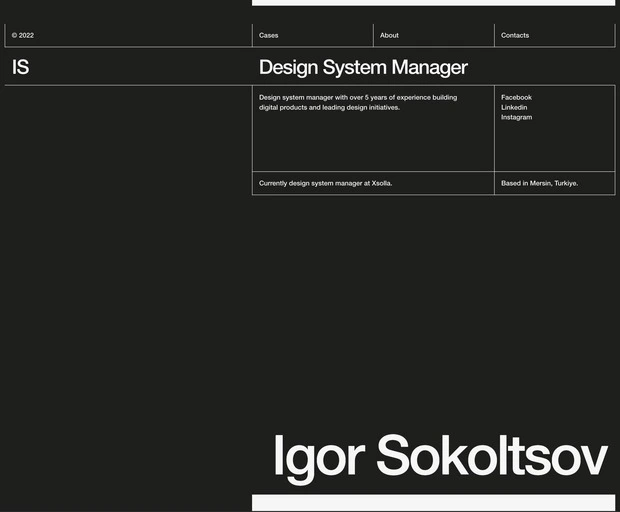 © 2022
Cases
About
Contacts
IS
Design System Manager
Design system manager with over 5 years of experience building
digital products and leading design initiatives.
Facebook
Linkedin
Instagram
Currently design system manager at Xsolla.
Based in Mersin, Turkiye.
Igor Sokoltsov